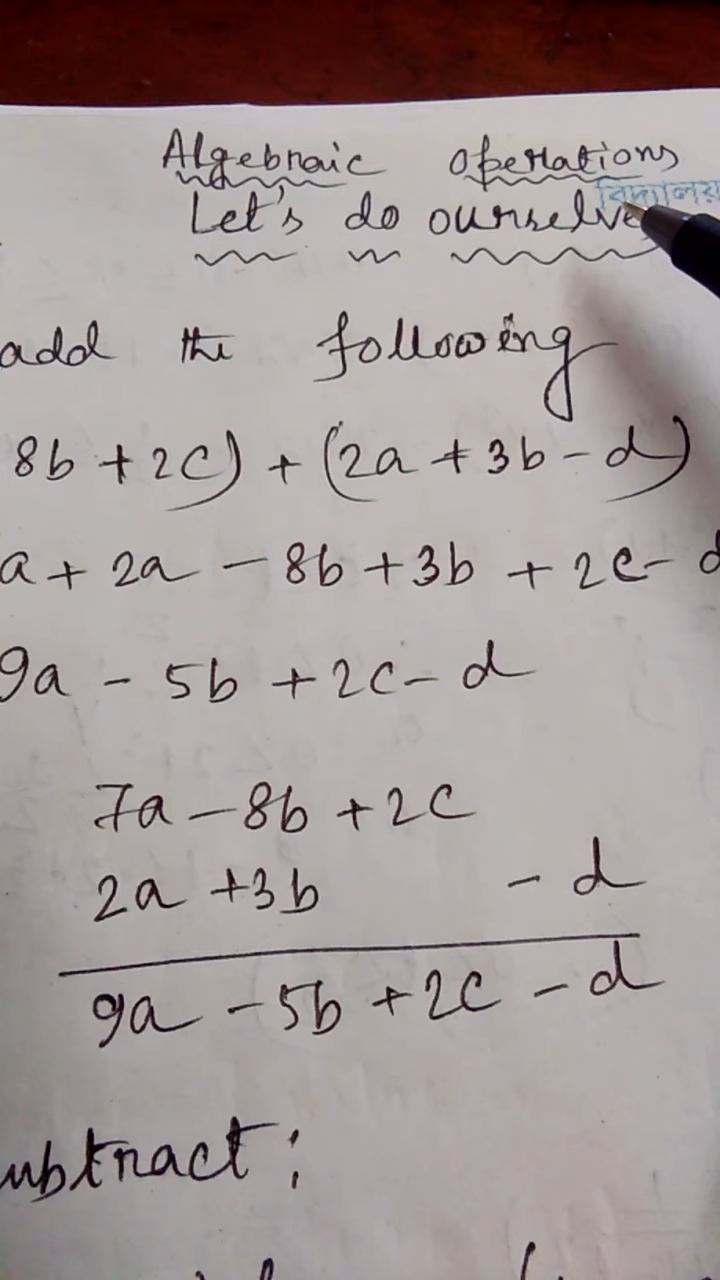 Algebraic operations
বিদ্যালয়
Let's do ourselve
add the following
8b + 2c) + (2a + 3b - d)
a + 2a - 8b + 3b + 2c - d
9a - 5b + 2c - d
7a - 8b + 2c
2a + 3b - d
9a - 5b + 2c - d
ubtract: